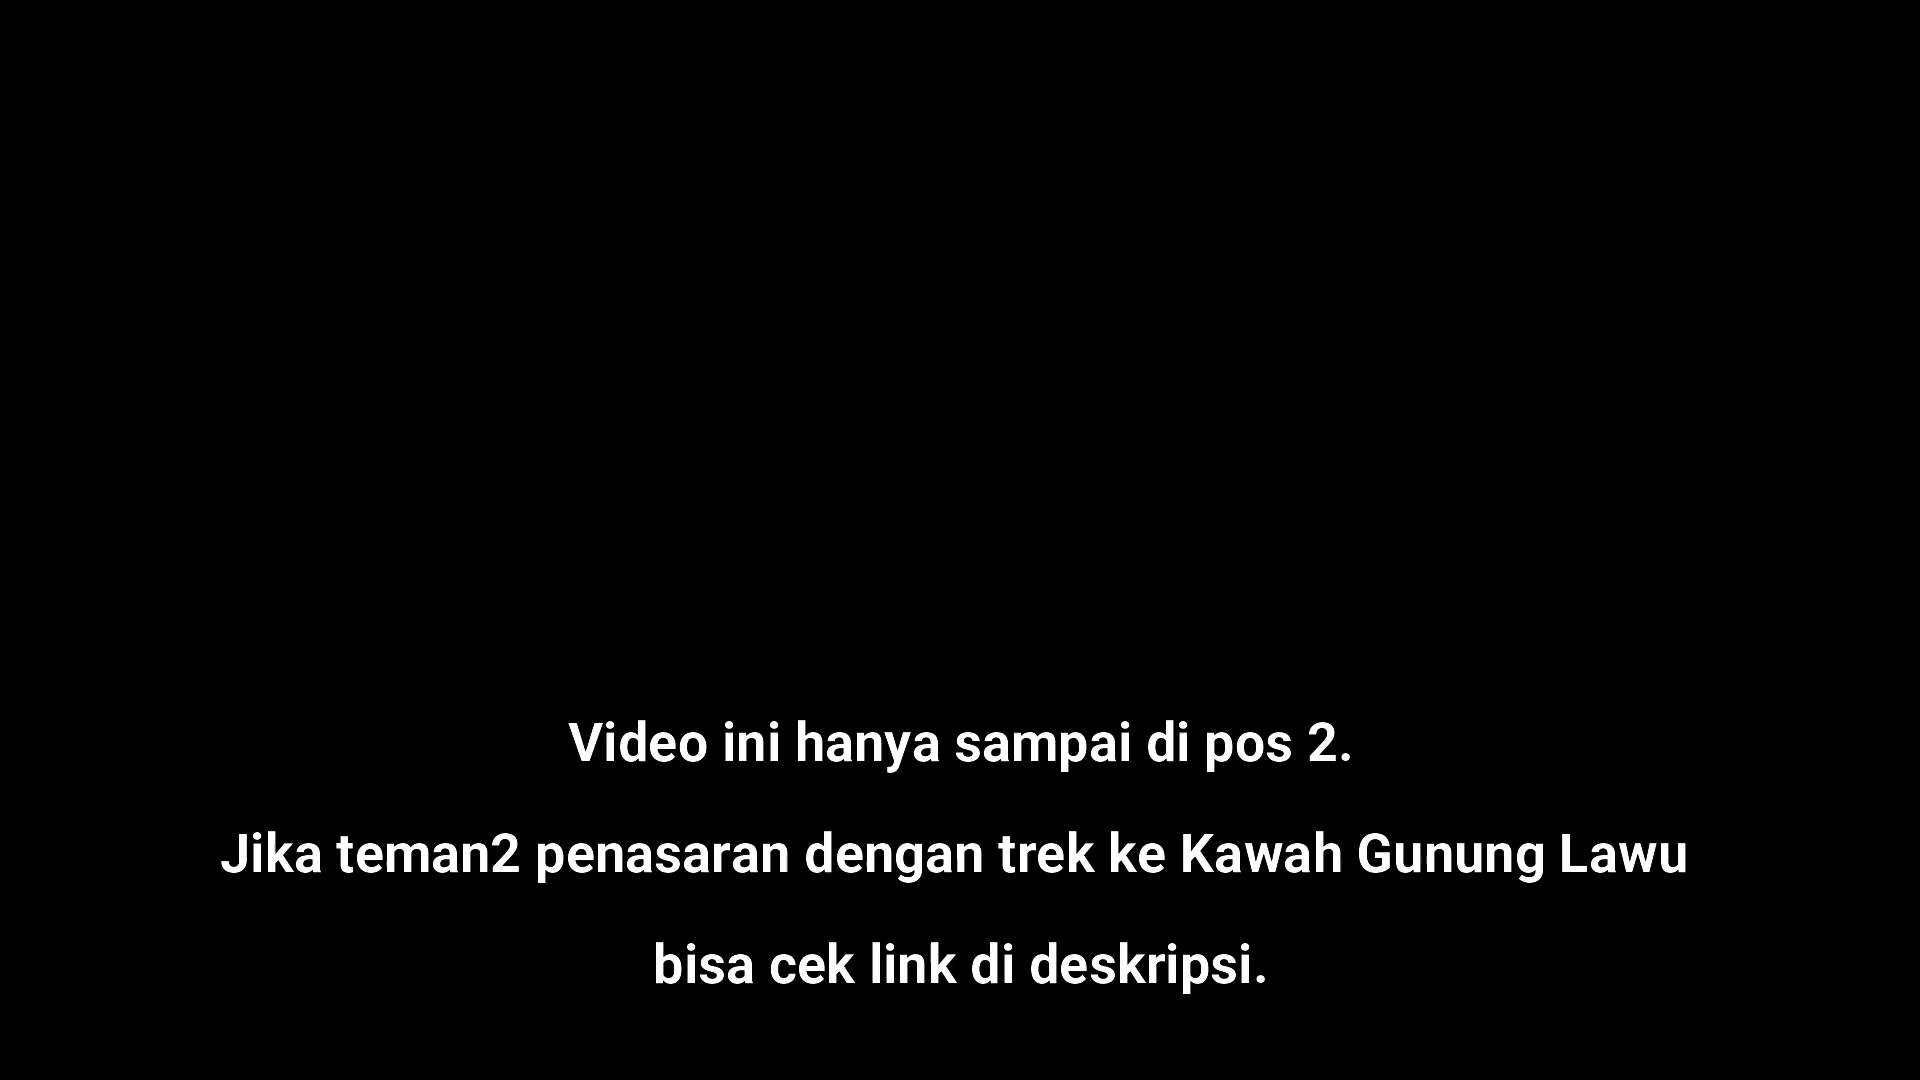 Video ini hanya sampai di pos 2.
Jika teman2 penasaran dengan trek ke Kawah Gunung Lawu
bisa cek link di deskripsi.